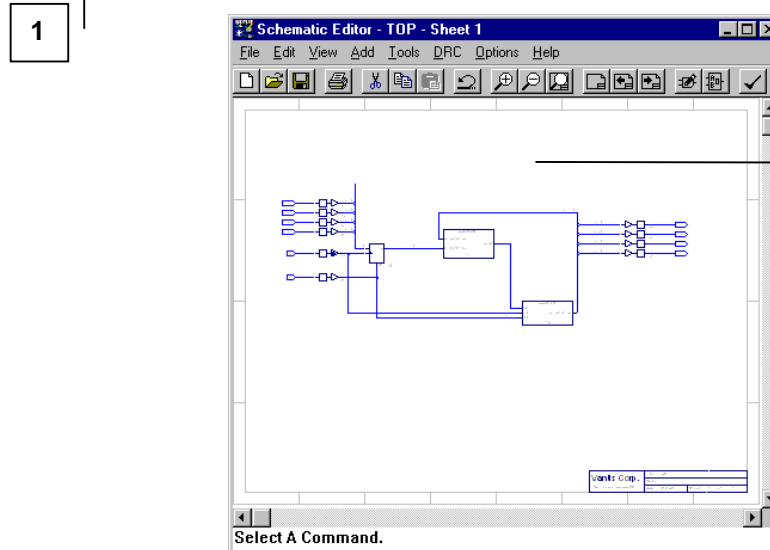 1
Schematic Editor - TOP - Sheet 1
File Edit View Add Tools DRC Options Help
Vantis Corp.
Select A Command.